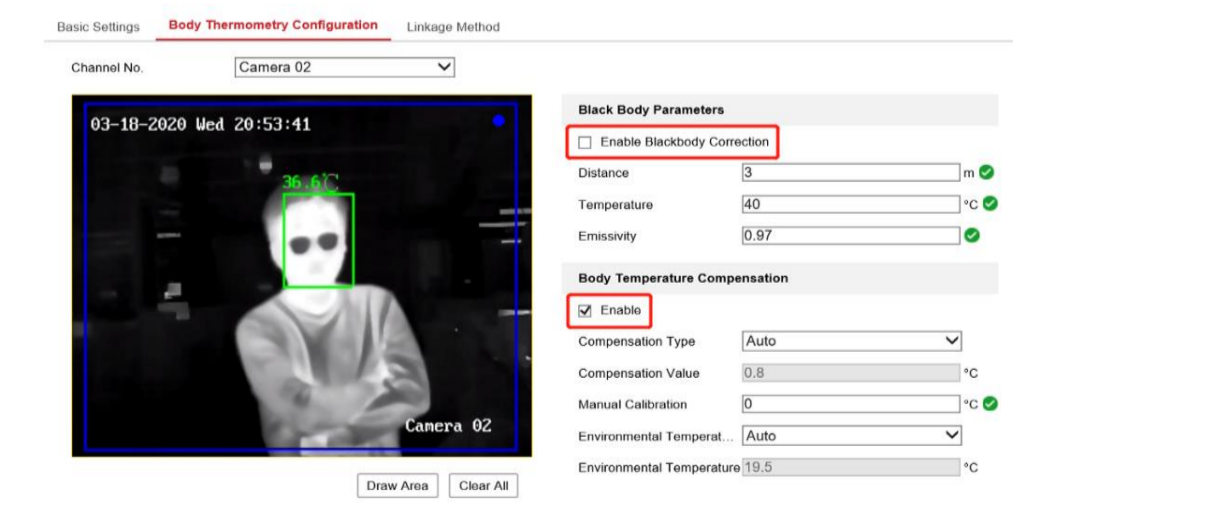 Basic Settings Body Thermometry Configuration Linkage Method
Channel No. Camera 02
03-18-2020 Wed 20:53:41
36.6℃
Camera 02
Draw Area Clear All
Black Body Parameters
Enable Blackbody Correction
Distance 3 m
Temperature 40 °C
Emissivity 0.97
Body Temperature Compensation
Enable
Compensation Type Auto
Compensation Value 0.8 °C
Manual Calibration 0 °C
Environmental Temperat... Auto
Environmental Temperature 19.5 °C